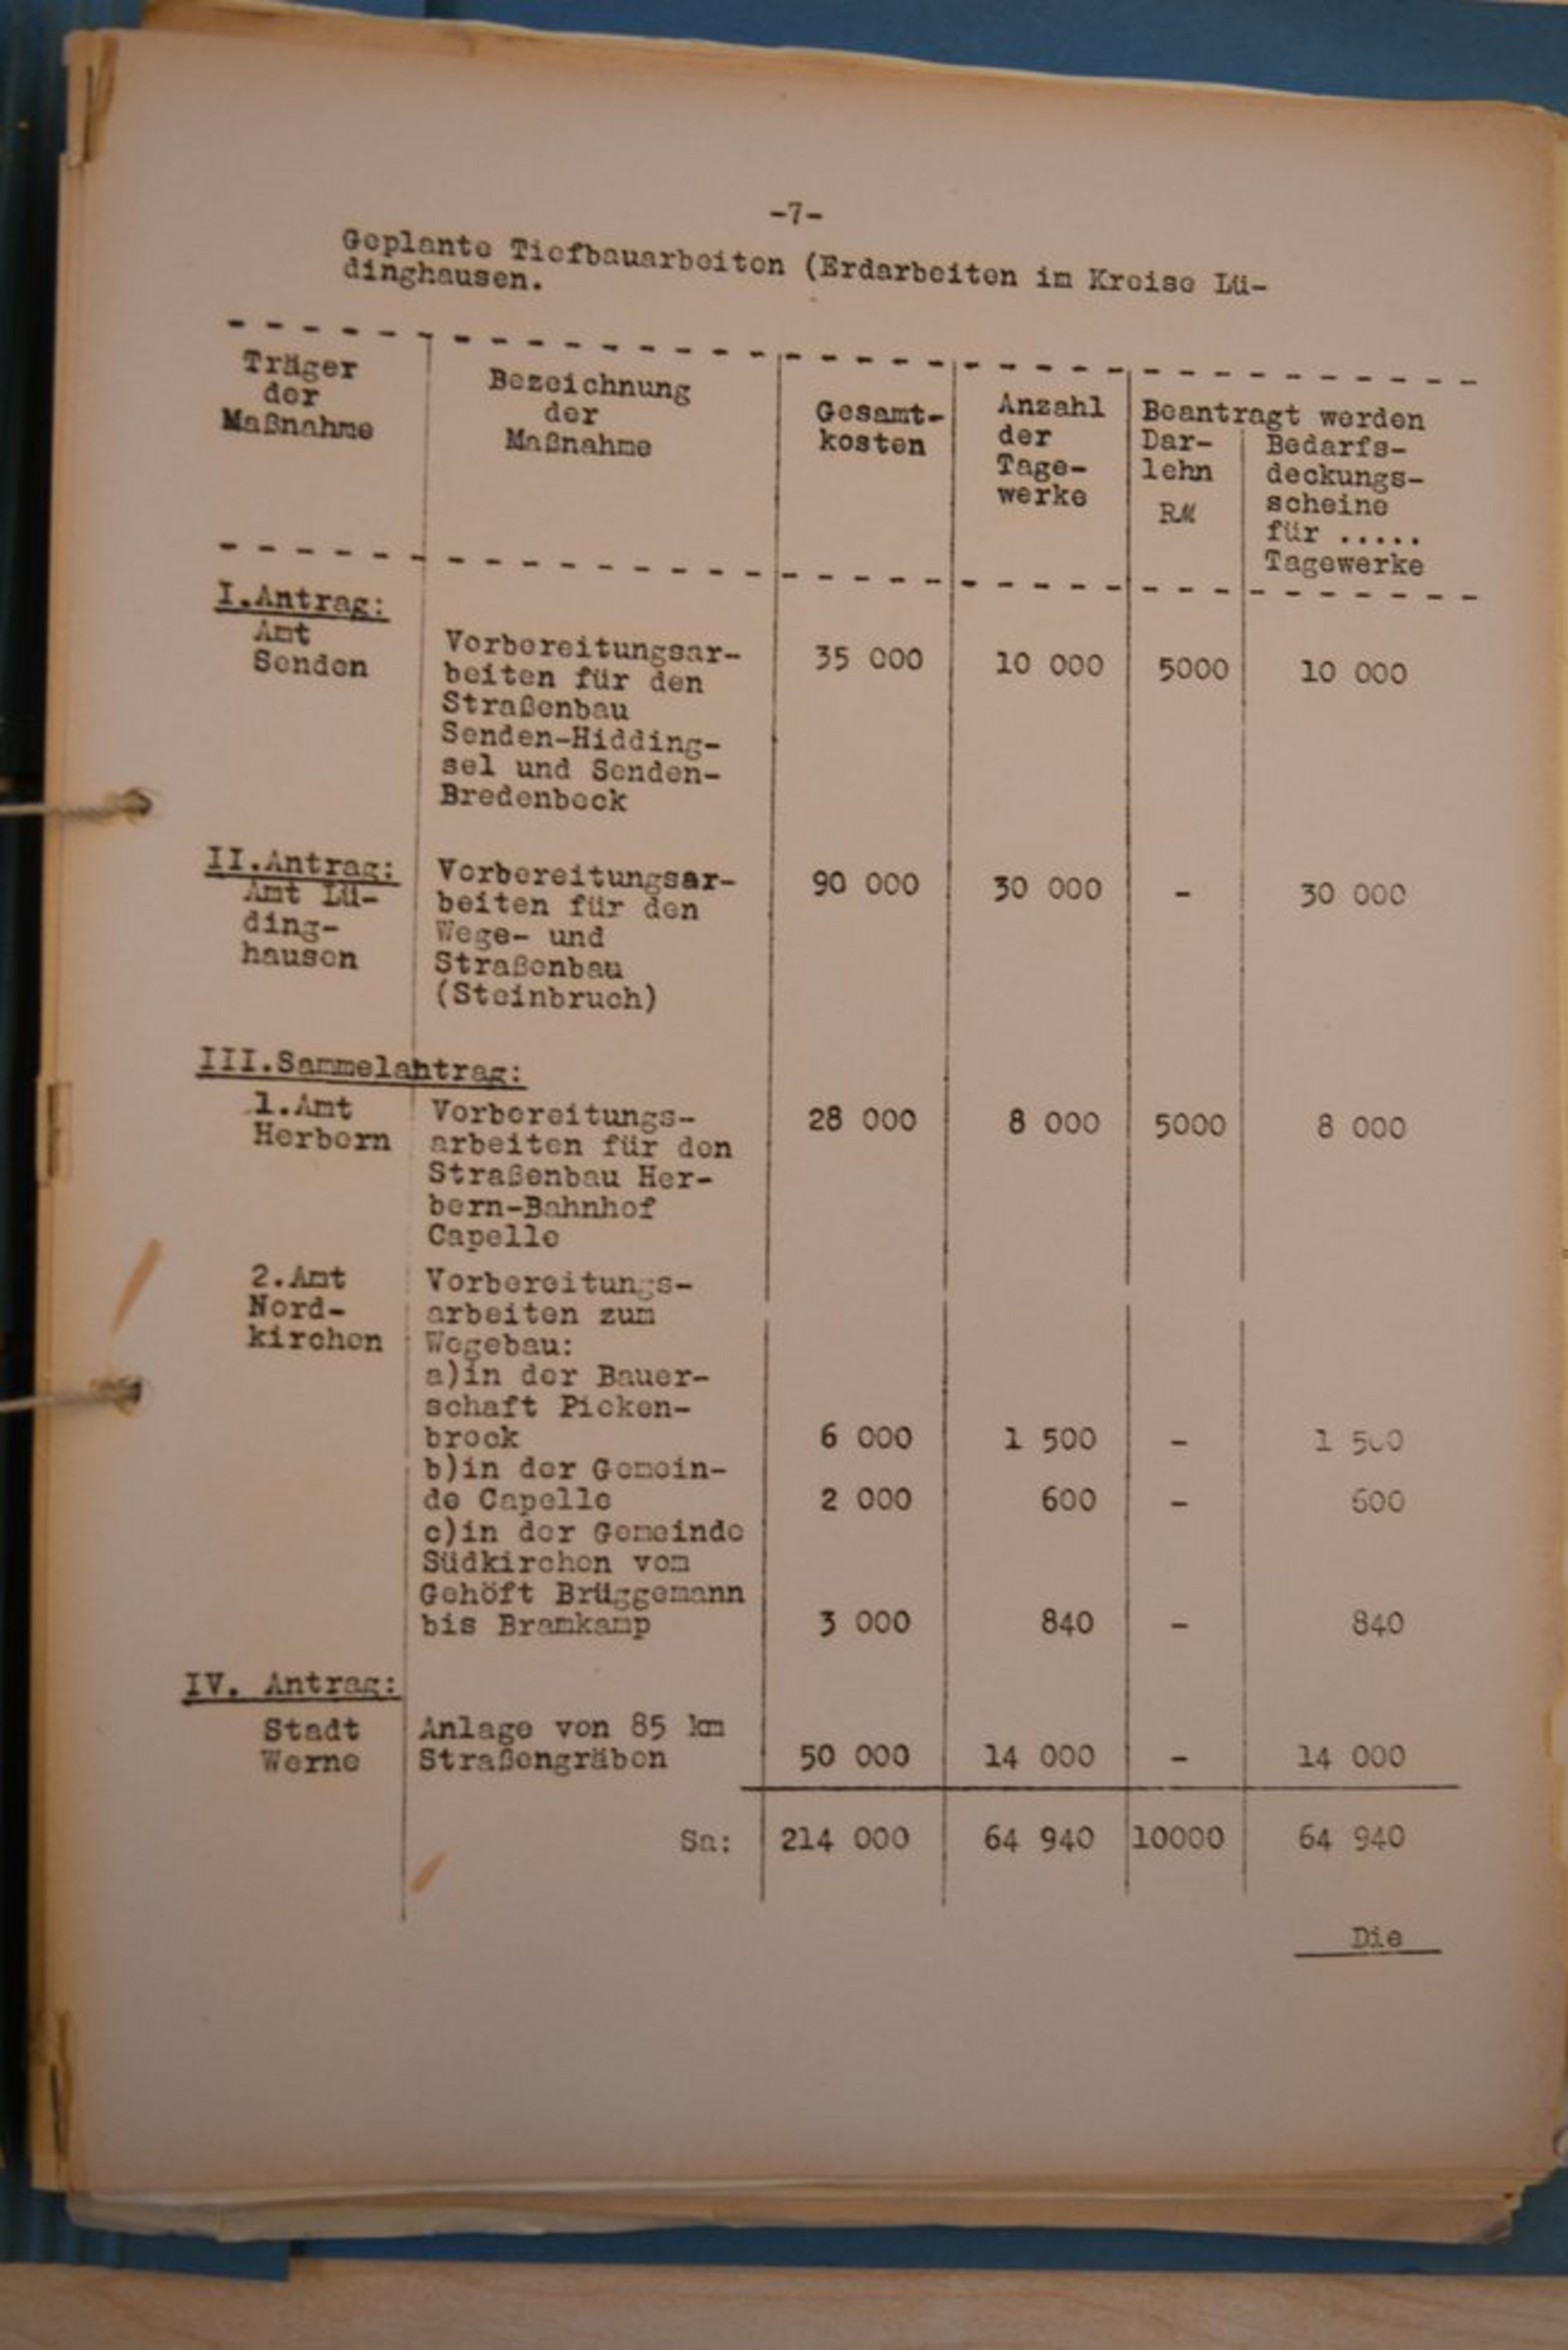 -7-
Geplante Tiefbauarbeiten (Erdarbeiten im Kreise Lü-
dinghausen.
Träger
der
Maßnahme
Bezeichnung
der
Maßnahme
Gesamt-
kosten
Anzahl
der
Tage-
werke
Beantragt werden
Dar-
lehn
RM
Bedarfs-
deckungs-
scheine
für .....
Tagewerke
I.Antrag:
Amt
Senden
Vorbereitungsar-
beiten für den
Straßenbau
Senden-Hidding-
sel und Senden-
Bredenbeck
35 000 10 000 5000 10 000
II.Antrag:
Amt Lü-
ding-
hausen
Vorbereitungsar-
beiten für den
Wege- und
Straßenbau
(Steinbruch)
90 000 30 000 - 30 000
III.Sammelantrag:
1.Amt
Herbern
Vorbereitungs-
arbeiten für den
Straßenbau Her-
bern-Bahnhof
Capelle
28 000 8 000 5000 8 000
2.Amt
Nord-
kirchen
Vorbereitungs-
arbeiten zum
Wegebau:
a)in der Bauer-
schaft Picken-
brock 6 000 1 500 - 1 500
b)in der Gemein-
de Capelle 2 000 600 - 600
c)in der Gemeinde
Südkirchen vom
Gehöft Brüggemann
bis Bramkamp 3 000 840 - 840
IV. Antrag:
Stadt
Werne
Anlage von 85 km
Straßengräben 50 000 14 000 - 14 000
Sa: 214 000 64 940 10000 64 940
Die